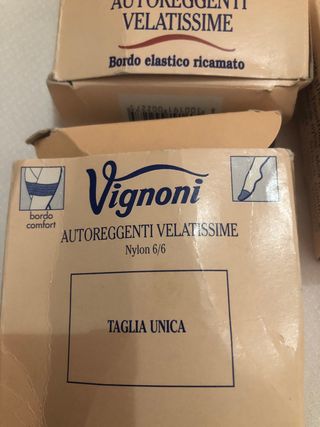 AUTOREGGENTI
VELATISSIME
Bordo elastico ricamato
Vignoni
bordo
comfort
AUTOREGGENTI VELATISSIME
Nylon 6/6
TAGLIA UNICA